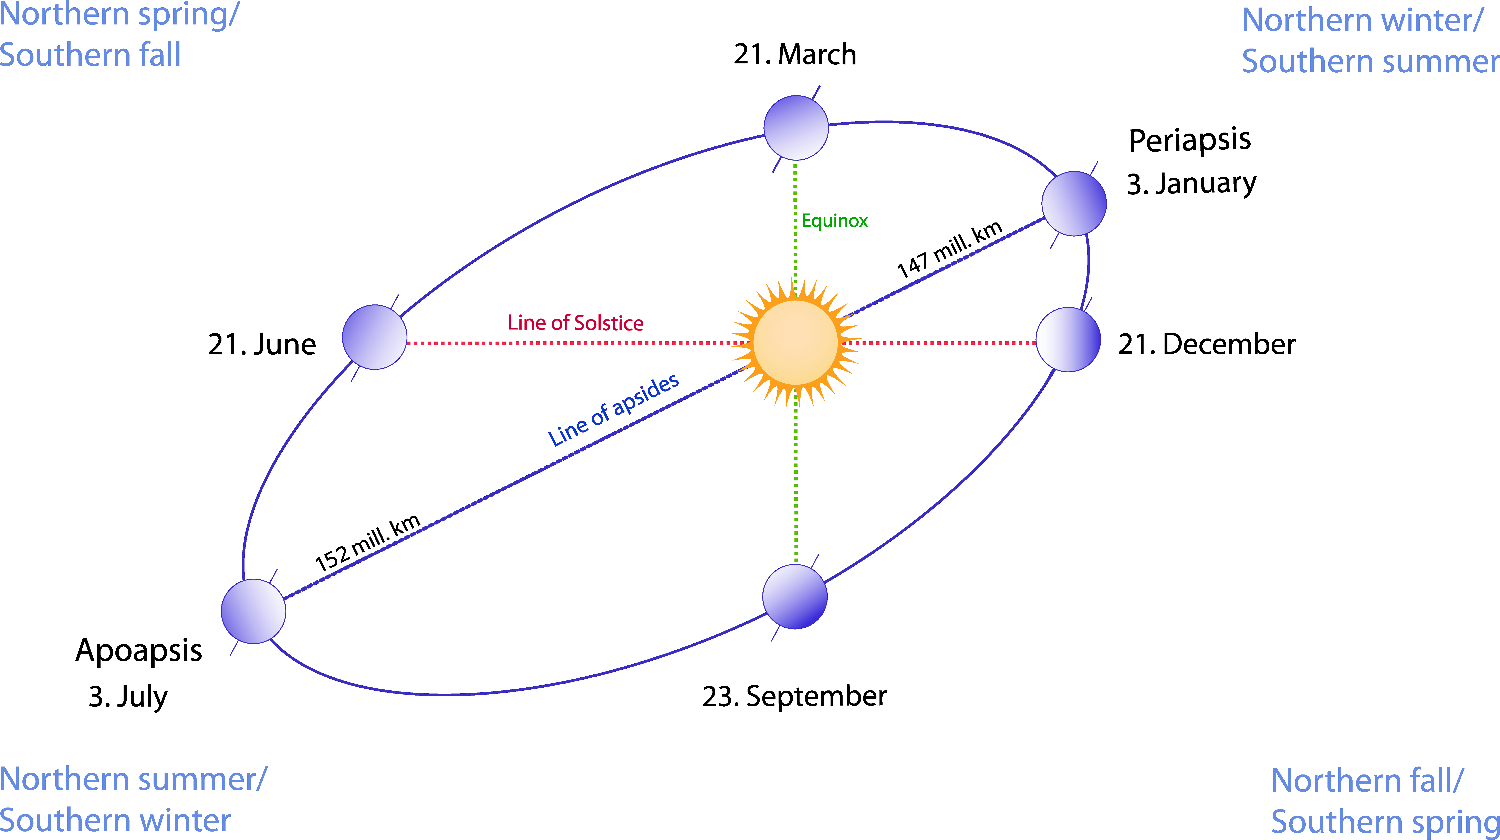 Northern spring/
Southern fall
Northern winter/
Southern summer
21. March
Periapsis
3. January
Equinox
147 mill. km
Line of Solstice
21. June
21. December
Line of apsides
152 mill. km
Apoapsis
3. July
23. September
Northern summer/
Southern winter
Northern fall/
Southern spring